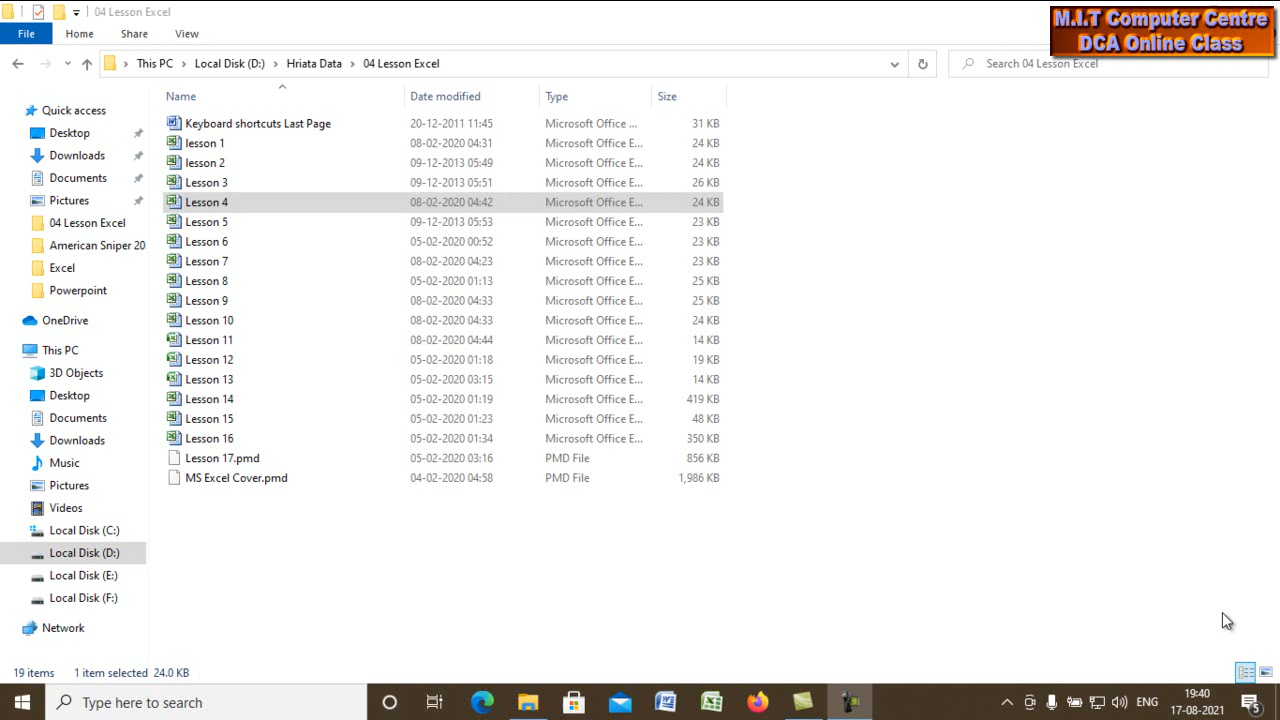 04 Lesson Excel
M.I.T Computer Centre
DCA Online Class
File Home Share View
This PC Local Disk (D:) Hriata Data 04 Lesson Excel
Search 04 Lesson Excel
Name Date modified Type Size
Quick access
Desktop
Downloads
Documents
Pictures
04 Lesson Excel
American Sniper 20
Excel
Powerpoint
OneDrive
This PC
3D Objects
Desktop
Documents
Downloads
Music
Pictures
Videos
Local Disk (C:)
Local Disk (D:)
Local Disk (E:)
Local Disk (F:)
Network
Keyboard shortcuts Last Page 20-12-2011 11:45 Microsoft Office ... 31 KB
lesson 1 08-02-2020 04:31 Microsoft Office E... 24 KB
lesson 2 09-12-2013 05:49 Microsoft Office E... 24 KB
Lesson 3 09-12-2013 05:51 Microsoft Office E... 26 KB
Lesson 4 08-02-2020 04:42 Microsoft Office E... 24 KB
Lesson 5 09-12-2013 05:53 Microsoft Office E... 23 KB
Lesson 6 05-02-2020 00:52 Microsoft Office E... 23 KB
Lesson 7 08-02-2020 04:23 Microsoft Office E... 23 KB
Lesson 8 05-02-2020 01:13 Microsoft Office E... 25 KB
Lesson 9 08-02-2020 04:33 Microsoft Office E... 25 KB
Lesson 10 08-02-2020 04:33 Microsoft Office E... 24 KB
Lesson 11 08-02-2020 04:44 Microsoft Office E... 14 KB
Lesson 12 05-02-2020 01:18 Microsoft Office E... 19 KB
Lesson 13 05-02-2020 03:15 Microsoft Office E... 14 KB
Lesson 14 05-02-2020 01:19 Microsoft Office E... 419 KB
Lesson 15 05-02-2020 01:23 Microsoft Office E... 48 KB
Lesson 16 05-02-2020 01:34 Microsoft Office E... 350 KB
Lesson 17.pmd 05-02-2020 03:16 PMD File 856 KB
MS Excel Cover.pmd 04-02-2020 04:58 PMD File 1,986 KB
19 items 1 item selected 24.0 KB
Type here to search
ENG
19:40
17-08-2021
5